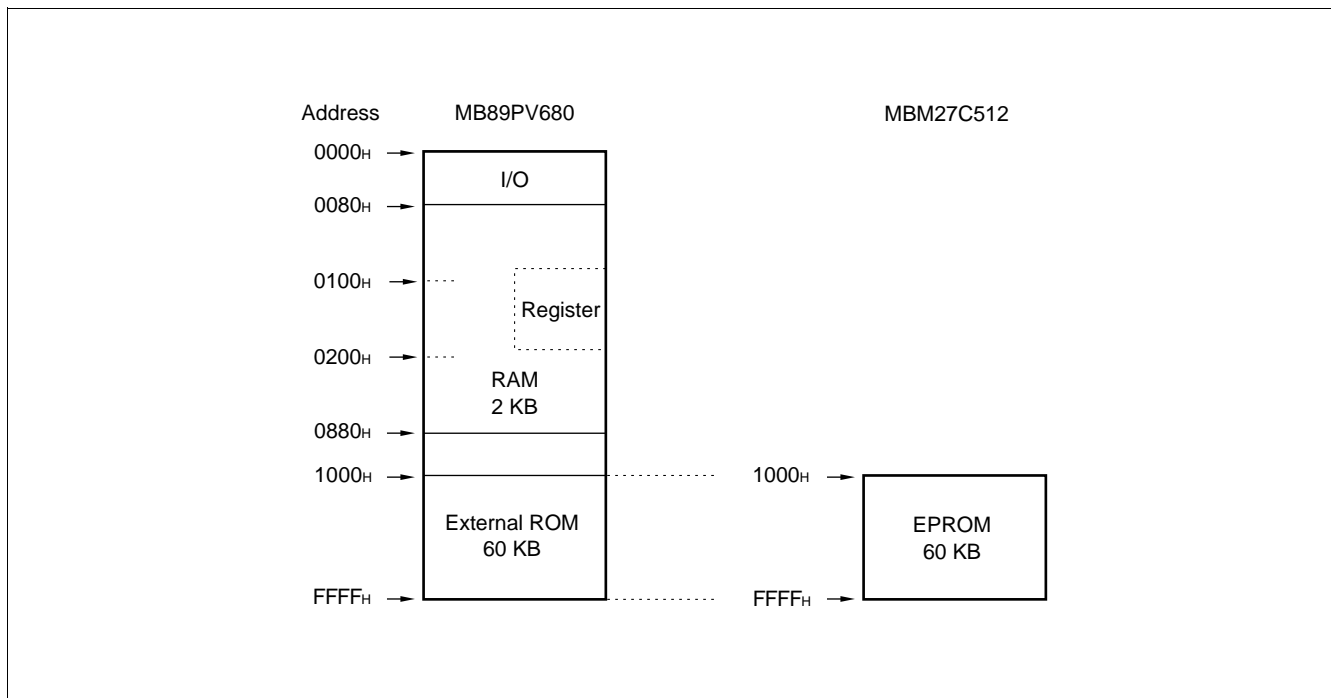 Address MB89PV680 MBM27C512
0000H
I/O
0080H
0100H
Register
0200H
RAM
2 KB
0880H
1000H 1000H
External ROM EPROM
60 KB 60 KB
FFFFH FFFFH